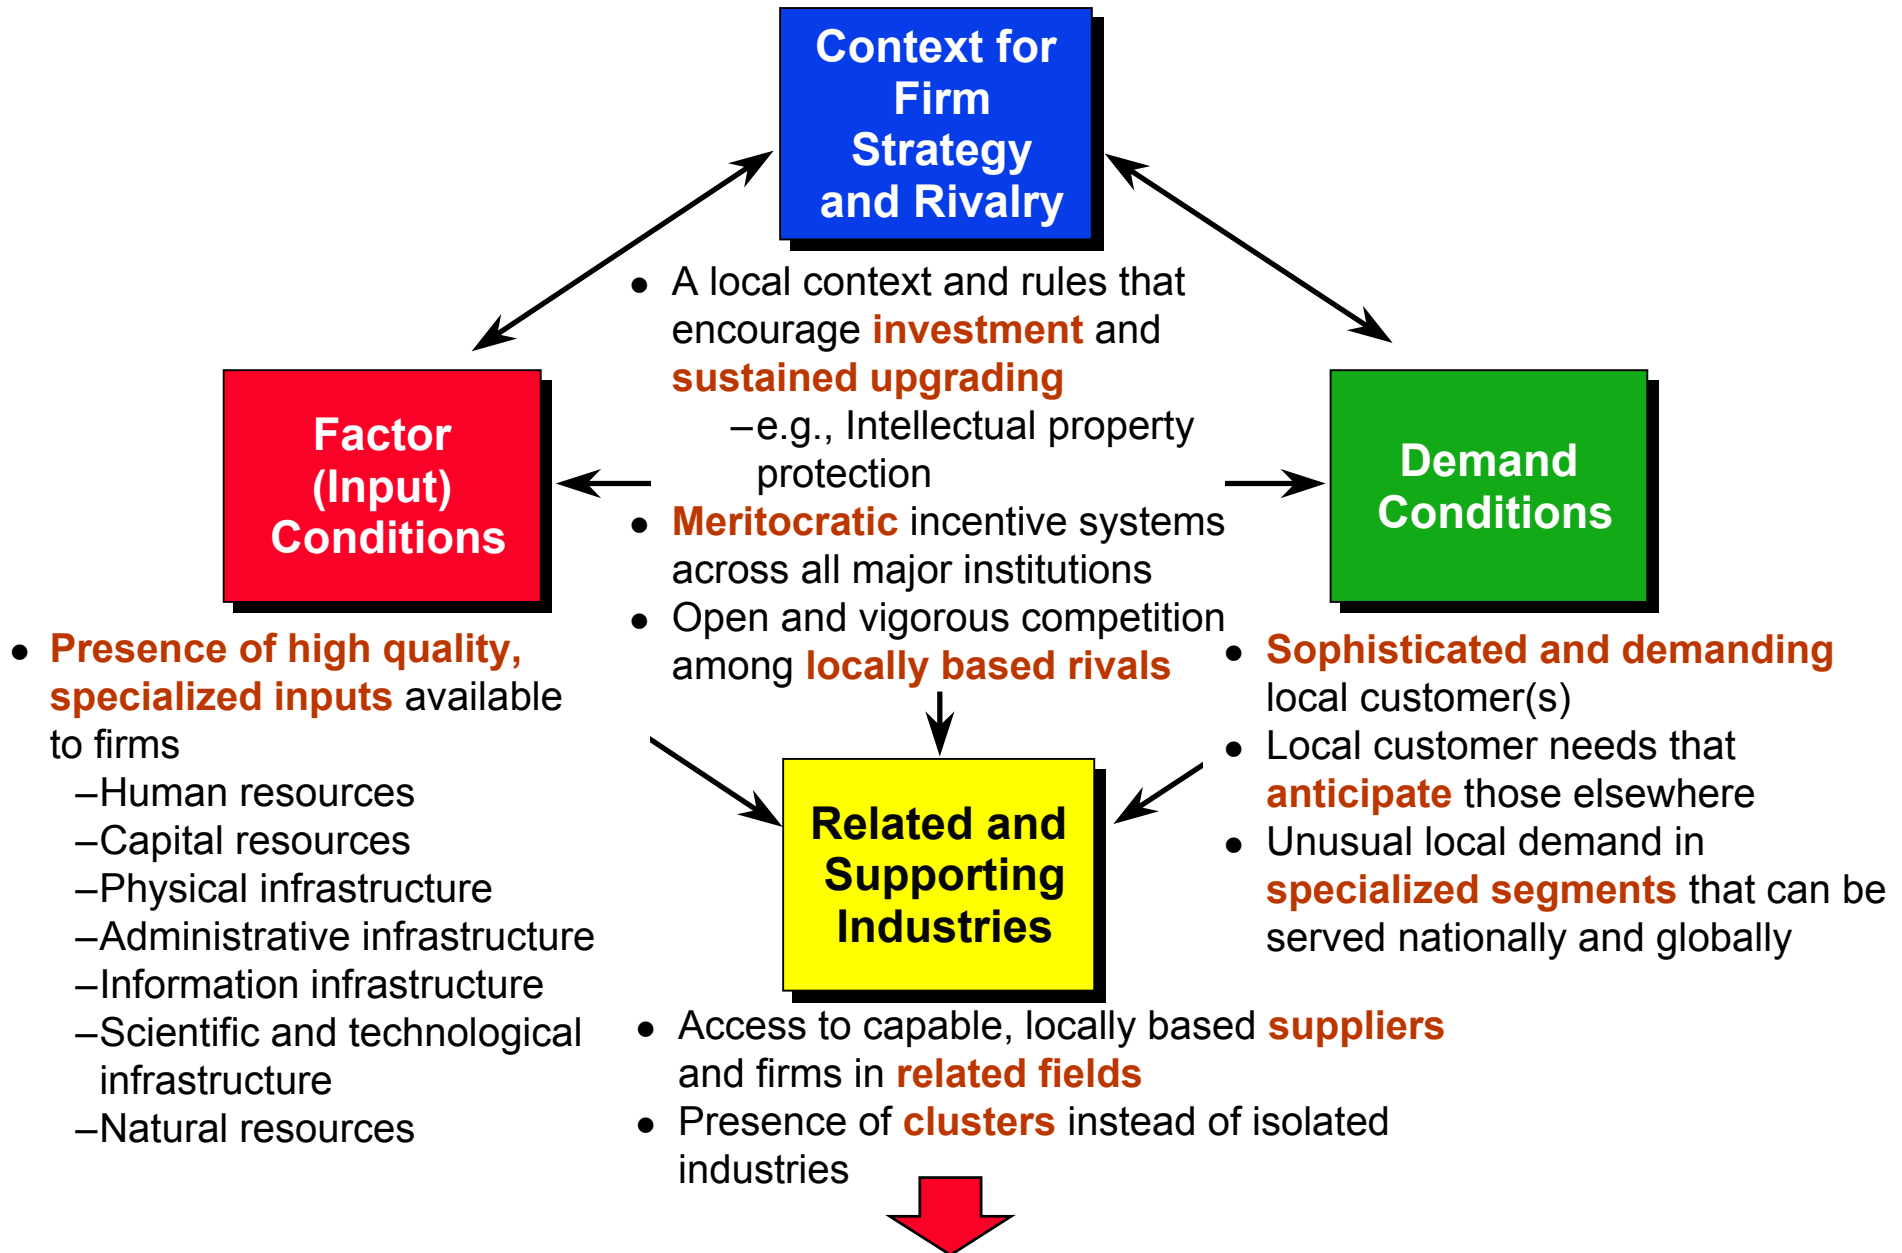 Context for
Firm
Strategy
and Rivalry
● A local context and rules that
encourage investment and
sustained upgrading
–e.g., Intellectual property
protection
● Meritocratic incentive systems
across all major institutions
● Open and vigorous competition
among locally based rivals
Factor
(Input)
Conditions
● Presence of high quality,
specialized inputs available
to firms
–Human resources
–Capital resources
–Physical infrastructure
–Administrative infrastructure
–Information infrastructure
–Scientific and technological
infrastructure
–Natural resources
Demand
Conditions
● Sophisticated and demanding
local customer(s)
● Local customer needs that
anticipate those elsewhere
● Unusual local demand in
specialized segments that can be
served nationally and globally
Related and
Supporting
Industries
● Access to capable, locally based suppliers
and firms in related fields
● Presence of clusters instead of isolated
industries